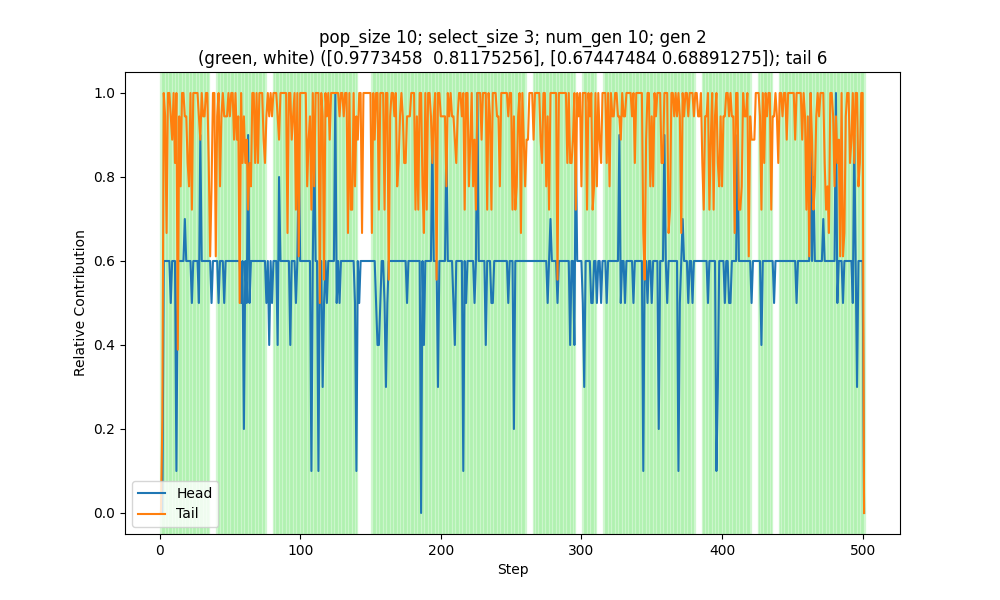 pop_size 10; select_size 3; num_gen 10; gen 2
(green, white) ([0.9773458  0.81175256], [0.67447484 0.68891275]); tail 6
1.0
0.8
0.6
0.4
0.2
0.0
Relative Contribution
Head
Tail
0
100
200
300
400
500
Step